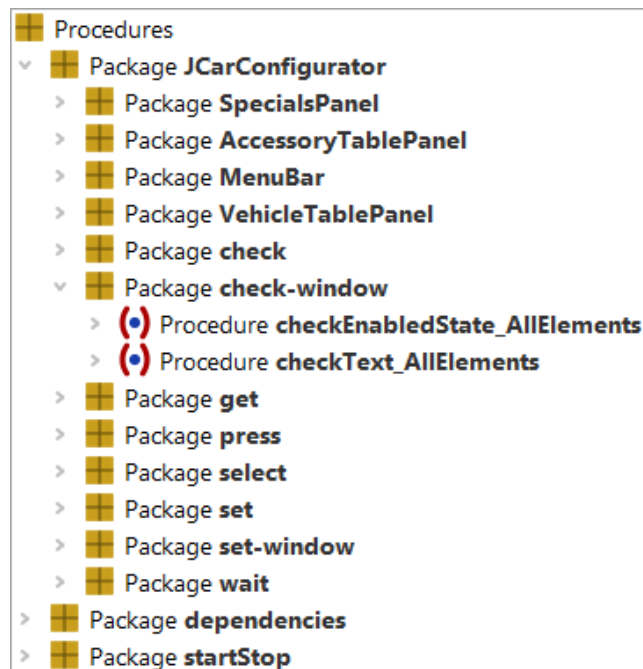 Procedures
Package JCarConfigurator
Package SpecialsPanel
Package AccessoryTablePanel
Package MenuBar
Package VehicleTablePanel
Package check
Package check-window
Procedure checkEnabledState_AllElements
Procedure checkText_AllElements
Package get
Package press
Package select
Package set
Package set-window
Package wait
Package dependencies
Package startStop